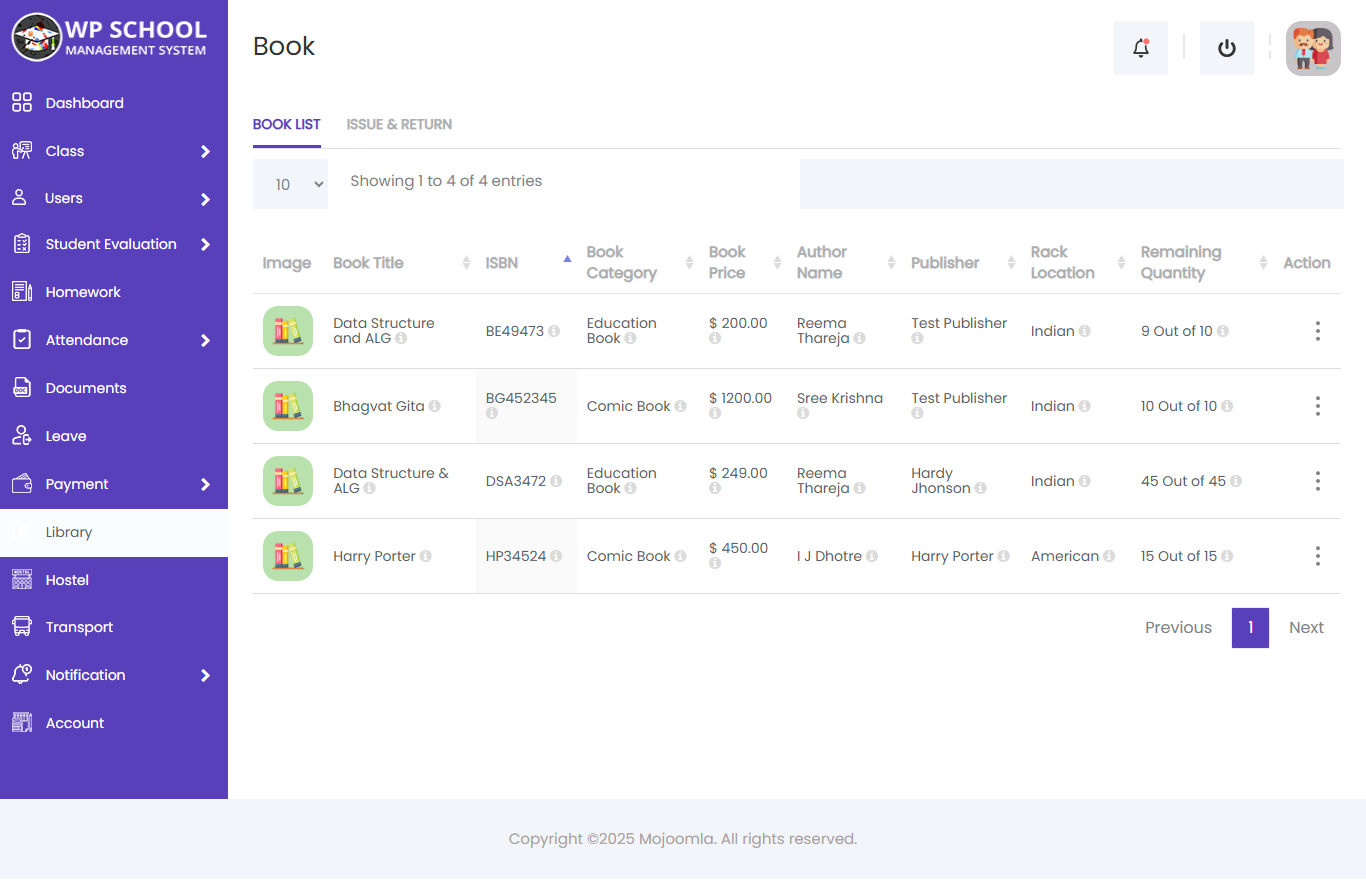 WP SCHOOL
MANAGEMENT SYSTEM
Dashboard
Class
Users
Student Evaluation
Homework
Attendance
Documents
Leave
Payment
Library
Hostel
Transport
Notification
Account
Book
BOOK LIST ISSUE & RETURN
10 Showing 1 to 4 of 4 entries
Image Book Title ISBN Book Category Book Price Author Name Publisher Rack Location Remaining Quantity Action
Data Structure and ALG BE49473 Education Book $ 200.00 Reema Thareja Test Publisher Indian 9 Out of 10
Bhagvat Gita BG452345 Comic Book $ 1200.00 Sree Krishna Test Publisher Indian 10 Out of 10
Data Structure & ALG DSA3472 Education Book $ 249.00 Reema Thareja Hardy Jhonson Indian 45 Out of 45
Harry Porter HP34524 Comic Book $ 450.00 I J Dhotre Harry Porter American 15 Out of 15
Previous 1 Next
Copyright ©2025 Mojoomla. All rights reserved.